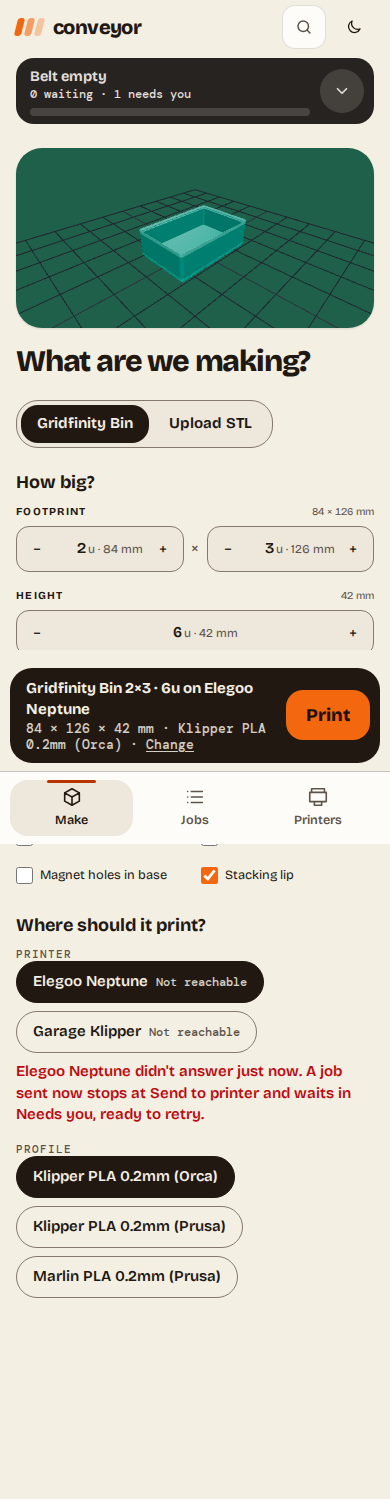 conveyor
Belt empty
0 waiting · 1 needs you
What are we making?
Gridfinity Bin
Upload STL
How big?
FOOTPRINT 84 × 126 mm
− 2 u · 84 mm + × − 3 u · 126 mm +
HEIGHT 42 mm
− 6 u · 42 mm +
Gridfinity Bin 2×3 · 6u on Elegoo
Neptune
84 × 126 × 42 mm · Klipper PLA
0.2mm (Orca) · Change
Print
Make
Jobs
Printers
Magnet holes in base
Stacking lip
Where should it print?
PRINTER
Elegoo Neptune Not reachable
Garage Klipper Not reachable
Elegoo Neptune didn't answer just now. A job
sent now stops at Send to printer and waits in
Needs you, ready to retry.
PROFILE
Klipper PLA 0.2mm (Orca)
Klipper PLA 0.2mm (Prusa)
Marlin PLA 0.2mm (Prusa)